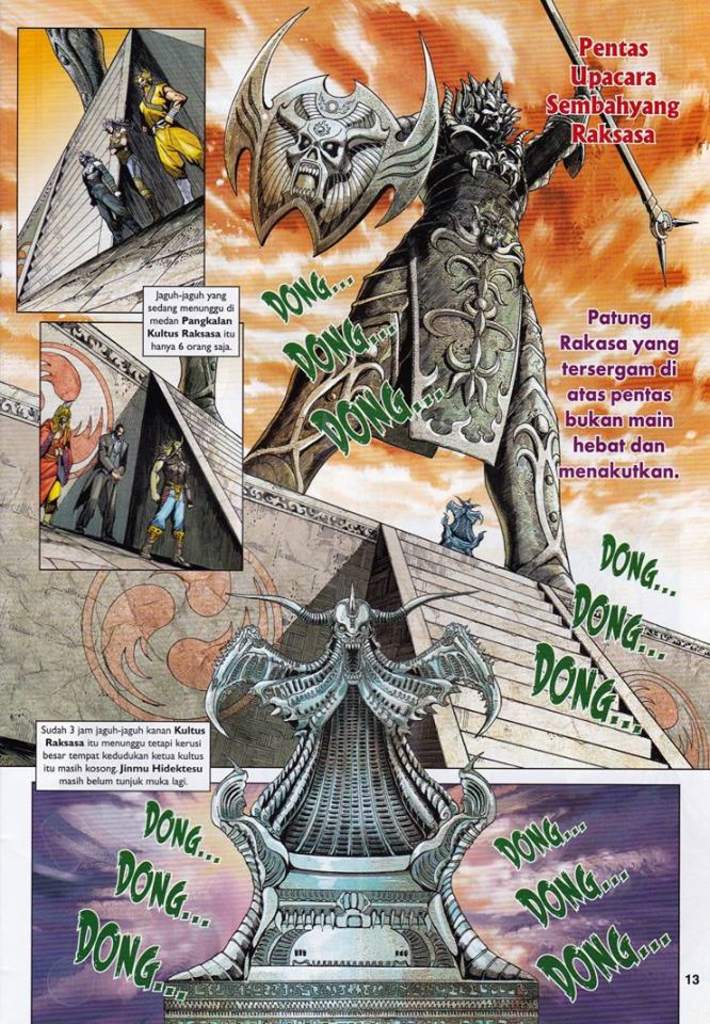 Pentas
Upacara
Sembahyang
Raksasa
Jaguh-jaguh yang
sedang menunggu di
medan Pangkalan
Kultus Raksasa itu
hanya 6 orang saja.
DONG...
DONG...
DONG...
Patung
Rakasa yang
tersergam di
atas pentas
bukan main
hebat dan
menakutkan.
DONG...
DONG...
DONG...
Sudah 3 jam jaguh-jaguh kanan Kultus
Raksasa itu menunggu tetapi kerusi
besar tempat kedudukan ketua kultus
itu masih kosong. Jinmu Hidektesu
masih belum tunjuk muka lagi.
DONG...
DONG...
DONG...
DONG...
DONG...
DONG...
13